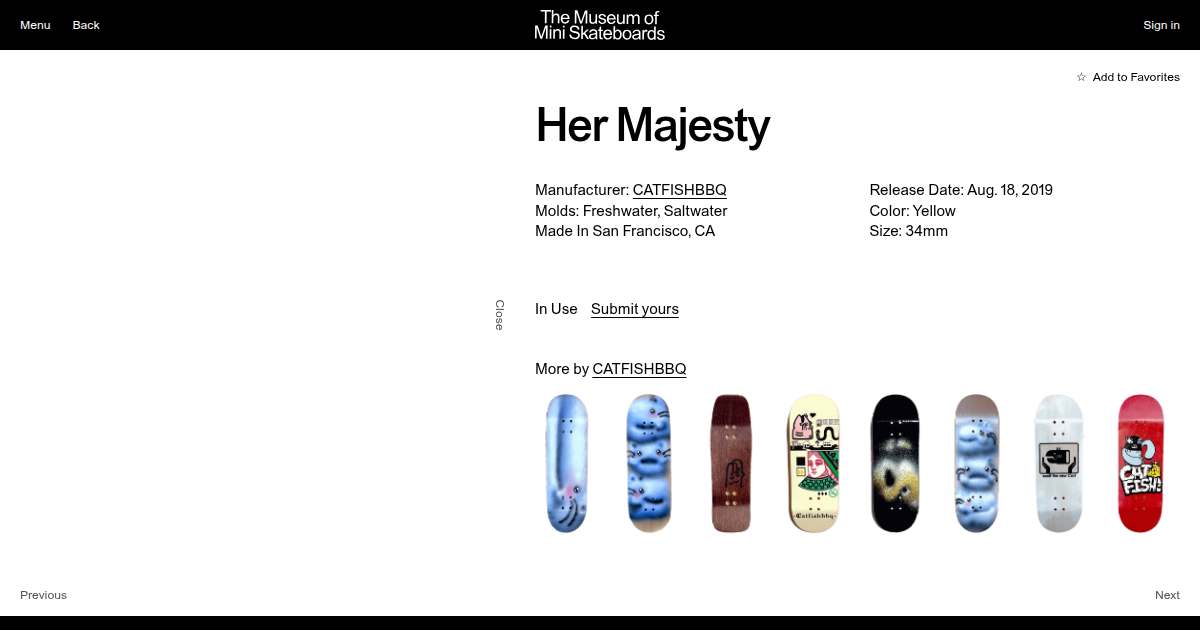 Menu
Back
The Museum of
Mini Skateboards
Sign in
☆ Add to Favorites
Her Majesty
Manufacturer: CATFISHBBQ
Molds: Freshwater, Saltwater
Made In San Francisco, CA
Release Date: Aug. 18, 2019
Color: Yellow
Size: 34mm
Close
In Use Submit yours
More by CATFISHBBQ
Catfishbbq
CAT
FISH!
Previous
Next